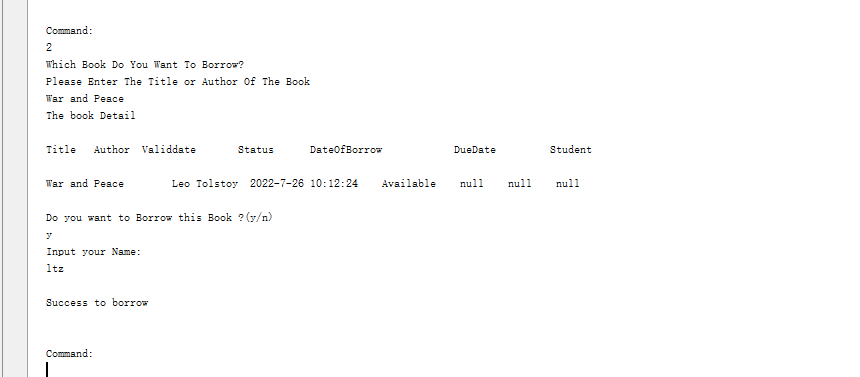 Command:
2
Which Book Do You Want To Borrow?
Please Enter The Title or Author Of The Book
War and Peace
The book Detail
Title Author Validdate Status DateOfBorrow DueDate Student
War and Peace Leo Tolstoy 2022-7-26 10:12:24 Available null null null
Do you want to Borrow this Book ?(y/n)
y
Input your Name:
ltz
Success to borrow
Command: